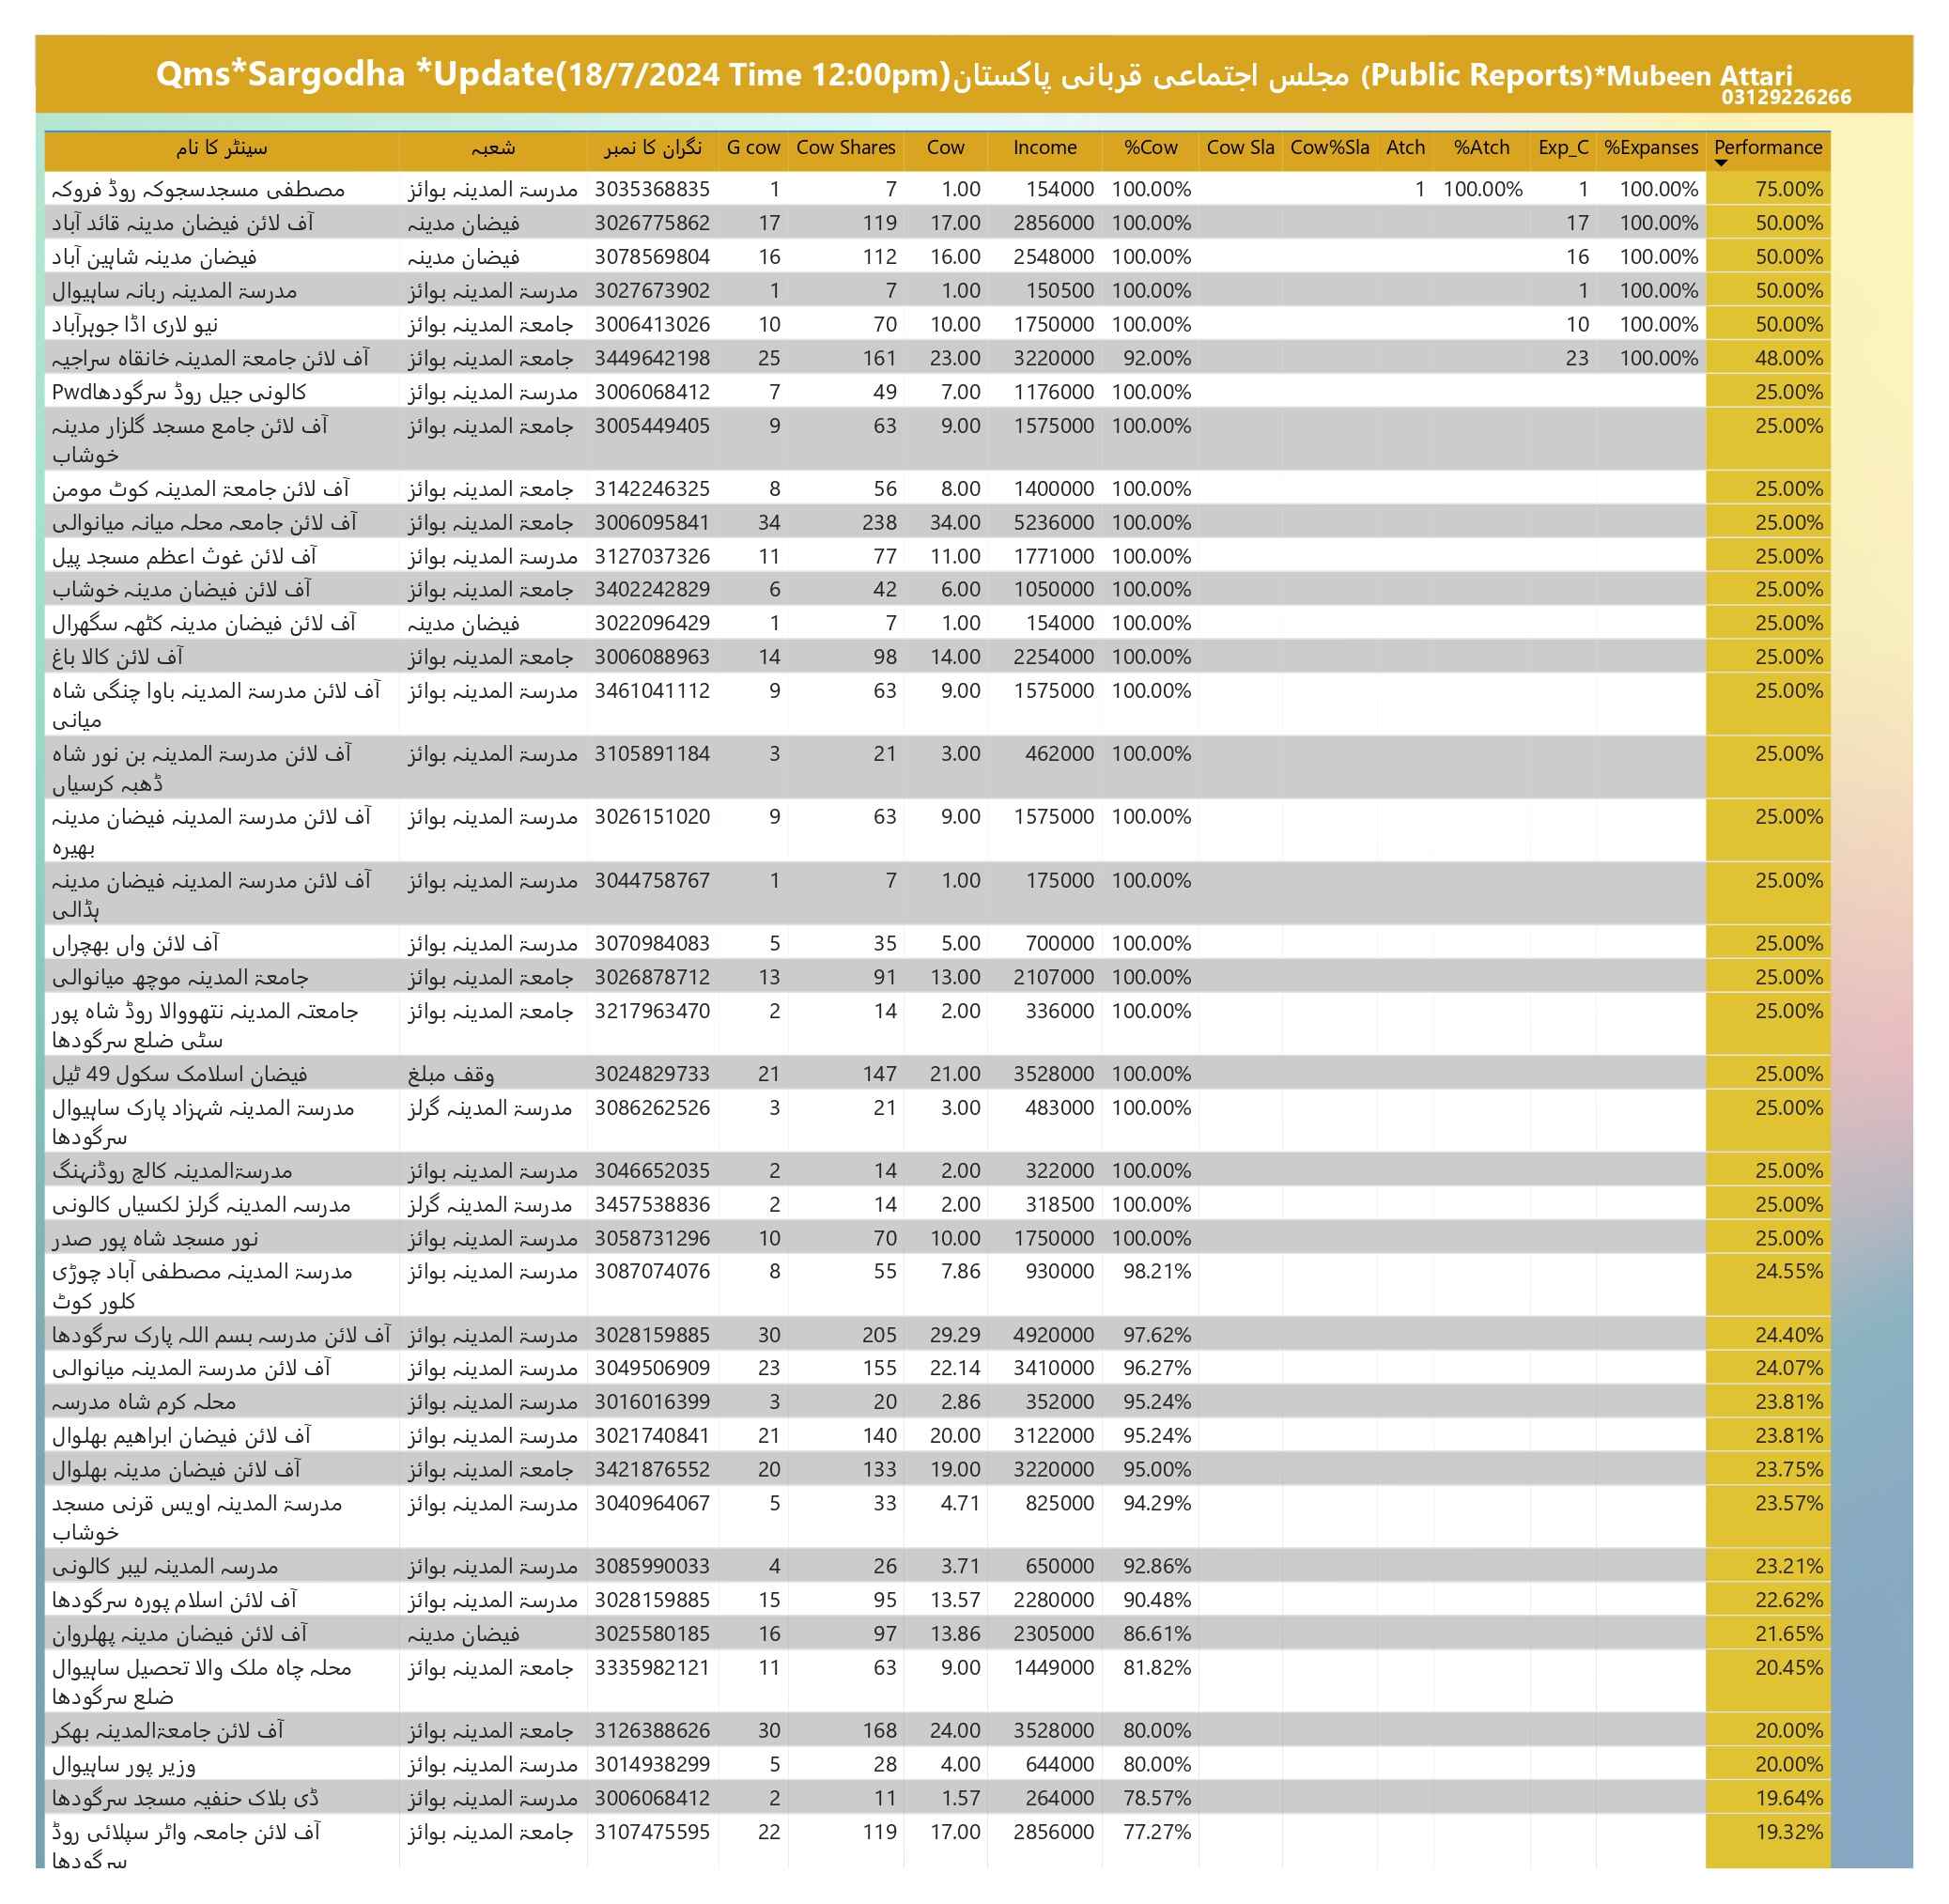 Qms*Sargodha *Update(18/7/2024 Time 12:00pm)مجلس اجتماعی قربانی پاکستان (Public Reports)*Mubeen Attari
03129226266
سینٹر کا نام شعبہ نگران کا نمبر G cow Cow Shares Cow Income %Cow Cow Sla Cow%Sla Atch %Atch Exp_C %Expanses Performance
مصطفی مسجدسجوکہ روڈ فروکہ مدرسۃ المدینہ بوائز 3035368835 1 7 1.00 154000 100.00% 1 100.00% 1 100.00% 75.00%
آف لائن فیضان مدینہ قائد آباد فیضان مدینہ 3026775862 17 119 17.00 2856000 100.00% 17 100.00% 50.00%
فیضان مدینہ شاہین آباد فیضان مدینہ 3078569804 16 112 16.00 2548000 100.00% 16 100.00% 50.00%
مدرسۃ المدینہ ربانہ ساہیوال مدرسۃ المدینہ بوائز 3027673902 1 7 1.00 150500 100.00% 1 100.00% 50.00%
نیو لاری اڈا جوہرآباد جامعۃ المدینہ بوائز 3006413026 10 70 10.00 1750000 100.00% 10 100.00% 50.00%
آف لائن جامعۃ المدینہ خانقاہ سراجیہ جامعۃ المدینہ بوائز 3449642198 25 161 23.00 3220000 92.00% 23 100.00% 48.00%
Pwdکالونی جیل روڈ سرگودھا مدرسۃ المدینہ بوائز 3006068412 7 49 7.00 1176000 100.00% 25.00%
آف لائن جامع مسجد گلزار مدینہ جامعۃ المدینہ بوائز 3005449405 9 63 9.00 1575000 100.00% 25.00%
خوشاب
آف لائن جامعۃ المدینہ کوٹ مومن جامعۃ المدینہ بوائز 3142246325 8 56 8.00 1400000 100.00% 25.00%
آف لائن جامعہ محلہ میانہ میانوالی جامعۃ المدینہ بوائز 3006095841 34 238 34.00 5236000 100.00% 25.00%
آف لائن غوث اعظم مسجد پیل مدرسۃ المدینہ بوائز 3127037326 11 77 11.00 1771000 100.00% 25.00%
آف لائن فیضان مدینہ خوشاب جامعۃ المدینہ بوائز 3402242829 6 42 6.00 1050000 100.00% 25.00%
آف لائن فیضان مدینہ کٹھہ سگھرال فیضان مدینہ 3022096429 1 7 1.00 154000 100.00% 25.00%
آف لائن کالا باغ جامعۃ المدینہ بوائز 3006088963 14 98 14.00 2254000 100.00% 25.00%
آف لائن مدرسۃ المدینہ باوا چنگی شاہ مدرسۃ المدینہ بوائز 3461041112 9 63 9.00 1575000 100.00% 25.00%
میانی
آف لائن مدرسۃ المدینہ بن نور شاہ مدرسۃ المدینہ بوائز 3105891184 3 21 3.00 462000 100.00% 25.00%
ڈھبہ کرسیاں
آف لائن مدرسۃ المدینہ فیضان مدینہ مدرسۃ المدینہ بوائز 3026151020 9 63 9.00 1575000 100.00% 25.00%
بھیرہ
آف لائن مدرسۃ المدینہ فیضان مدینہ مدرسۃ المدینہ بوائز 3044758767 1 7 1.00 175000 100.00% 25.00%
ہڈالی
آف لائن واں بھچراں مدرسۃ المدینہ بوائز 3070984083 5 35 5.00 700000 100.00% 25.00%
جامعۃ المدینہ موچھ میانوالی جامعۃ المدینہ بوائز 3026878712 13 91 13.00 2107000 100.00% 25.00%
جامعتہ المدینہ نتھووالا روڈ شاہ پور جامعۃ المدینہ بوائز 3217963470 2 14 2.00 336000 100.00% 25.00%
سٹی ضلع سرگودھا
فیضان اسلامک سکول 49 ٹیل وقف مبلغ 3024829733 21 147 21.00 3528000 100.00% 25.00%
مدرسۃ المدینہ شہزاد پارک ساہیوال مدرسۃ المدینہ گرلز 3086262526 3 21 3.00 483000 100.00% 25.00%
سرگودھا
مدرسۃالمدینہ کالج روڈنہنگ مدرسۃ المدینہ بوائز 3046652035 2 14 2.00 322000 100.00% 25.00%
مدرسہ المدینہ گرلز لکسیاں کالونی مدرسۃ المدینہ گرلز 3457538836 2 14 2.00 318500 100.00% 25.00%
نور مسجد شاہ پور صدر مدرسۃ المدینہ بوائز 3058731296 10 70 10.00 1750000 100.00% 25.00%
مدرسۃ المدینہ مصطفی آباد چوڑی مدرسۃ المدینہ بوائز 3087074076 8 55 7.86 930000 98.21% 24.55%
کلور کوٹ
آف لائن مدرسہ بسم اللہ پارک سرگودھا مدرسۃ المدینہ بوائز 3028159885 30 205 29.29 4920000 97.62% 24.40%
آف لائن مدرسۃ المدینہ میانوالی مدرسۃ المدینہ بوائز 3049506909 23 155 22.14 3410000 96.27% 24.07%
محلہ کرم شاہ مدرسہ مدرسۃ المدینہ بوائز 3016016399 3 20 2.86 352000 95.24% 23.81%
آف لائن فیضان ابراھیم بھلوال مدرسۃ المدینہ بوائز 3021740841 21 140 20.00 3122000 95.24% 23.81%
آف لائن فیضان مدینہ بھلوال جامعۃ المدینہ بوائز 3421876552 20 133 19.00 3220000 95.00% 23.75%
مدرسۃ المدینہ اویس قرنی مسجد مدرسۃ المدینہ بوائز 3040964067 5 33 4.71 825000 94.29% 23.57%
خوشاب
مدرسہ المدینہ لیبر کالونی مدرسۃ المدینہ بوائز 3085990033 4 26 3.71 650000 92.86% 23.21%
آف لائن اسلام پورہ سرگودھا مدرسۃ المدینہ بوائز 3028159885 15 95 13.57 2280000 90.48% 22.62%
آف لائن فیضان مدینہ پھلروان فیضان مدینہ 3025580185 16 97 13.86 2305000 86.61% 21.65%
محلہ چاہ ملک والا تحصیل ساہیوال جامعۃ المدینہ بوائز 3335982121 11 63 9.00 1449000 81.82% 20.45%
ضلع سرگودھا
آف لائن جامعۃالمدینہ بھکر جامعۃ المدینہ بوائز 3126388626 30 168 24.00 3528000 80.00% 20.00%
وزیر پور ساہیوال مدرسۃ المدینہ بوائز 3014938299 5 28 4.00 644000 80.00% 20.00%
ڈی بلاک حنفیہ مسجد سرگودھا مدرسۃ المدینہ بوائز 3006068412 2 11 1.57 264000 78.57% 19.64%
آف لائن جامعہ واٹر سپلائی روڈ جامعۃ المدینہ بوائز 3107475595 22 119 17.00 2856000 77.27% 19.32%
سرگودھا